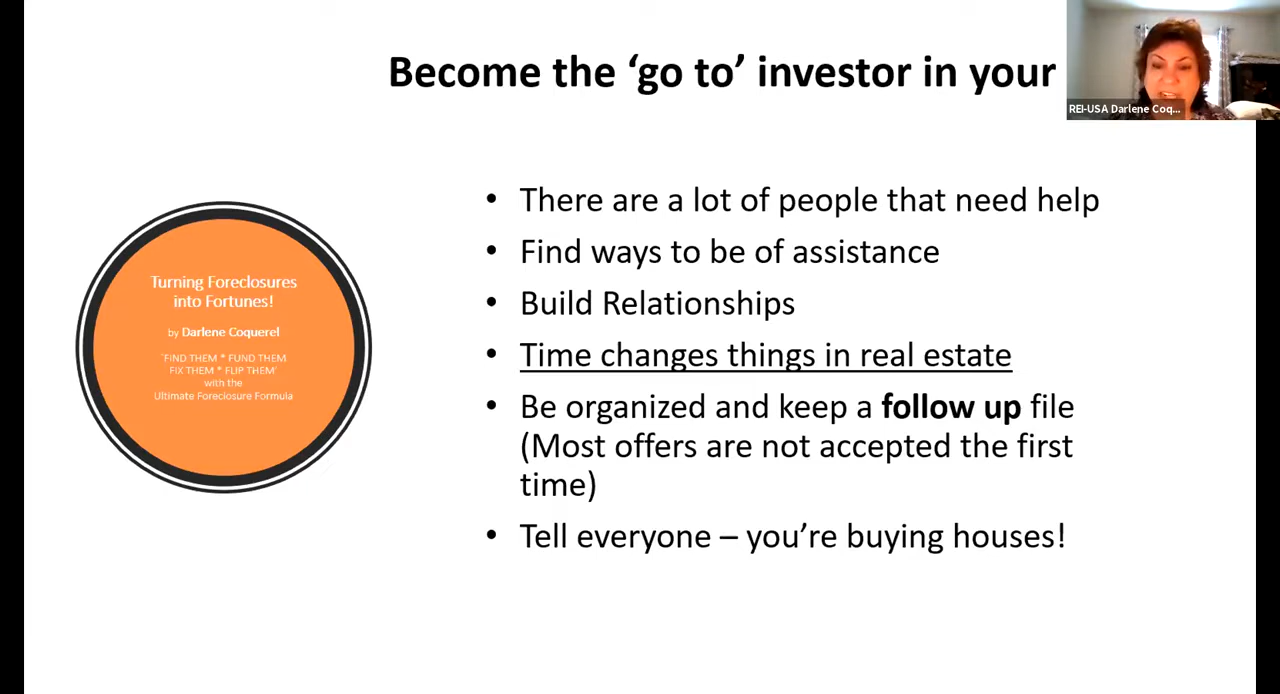 Become the ‘go to’ investor in your
REI-USA Darlene Coq...
• There are a lot of people that need help
• Find ways to be of assistance
• Build Relationships
• Time changes things in real estate
• Be organized and keep a follow up file
(Most offers are not accepted the first
time)
• Tell everyone – you’re buying houses!
Turning Foreclosures
into Fortunes!
by Darlene Coquerel
'FIND THEM * FUND THEM
FIX THEM * FLIP THEM'
with the
Ultimate Foreclosure Formula